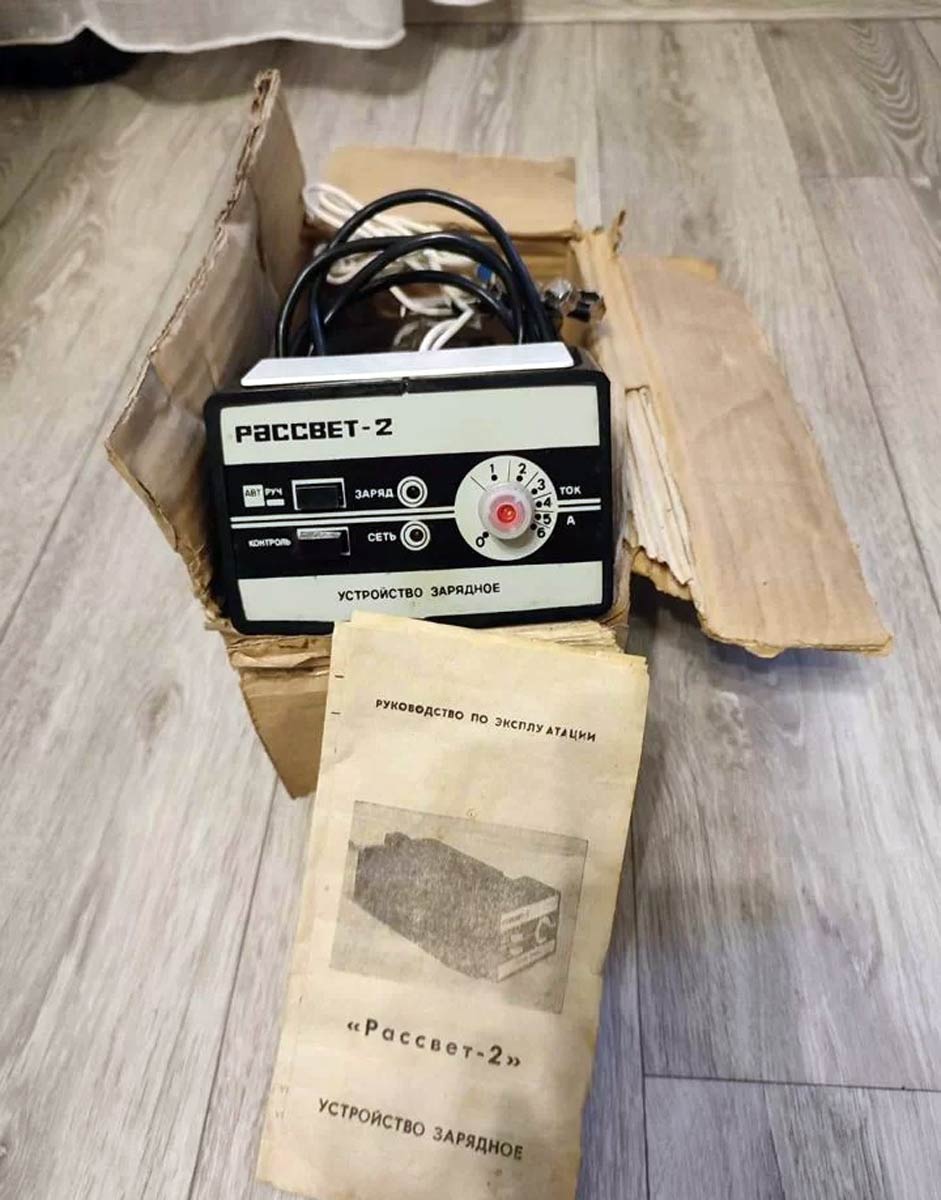 РАССВЕТ-2
АВТ РУЧ
ЗАРЯД
КОНТРОЛЬ
СЕТЬ
0 1 2 3 4 5 6
ТОК
А
УСТРОЙСТВО ЗАРЯДНОЕ
РУКОВОДСТВО ПО ЭКСПЛУАТАЦИИ
«Рассвет-2»
УСТРОЙСТВО ЗАРЯДНОЕ